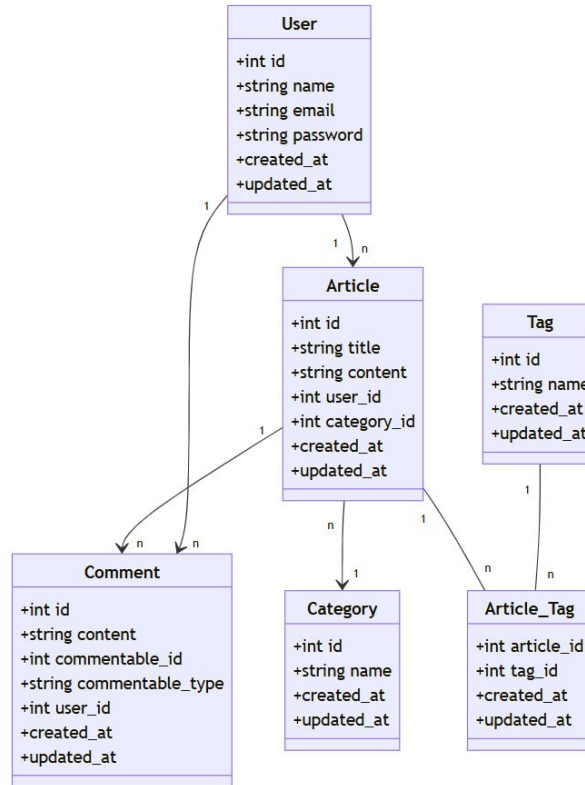 User
+int id
+string name
+string email
+string password
+created_at
+updated_at
1
1
n
Article
+int id
+string title
+string content
+int user_id
+int category_id
+created_at
+updated_at
Tag
+int id
+string name
+created_at
+updated_at
1
n
1
1
n
n
n
1
n
n
Comment
+int id
+string content
+int commentable_id
+string commentable_type
+int user_id
+created_at
+updated_at
Category
+int id
+string name
+created_at
+updated_at
Article_Tag
+int article_id
+int tag_id
+created_at
+updated_at